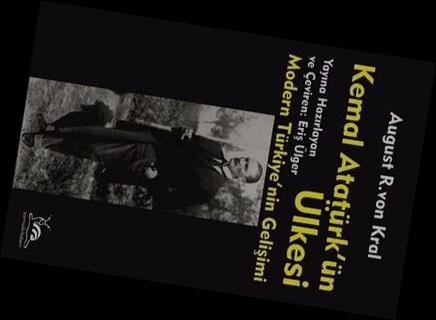 August R.von Kral
Kemal Atatürk'ün
Ülkesi
Yayına Hazırlayan
ve Çeviren: Eriş Ülger
Modern Türkiye'nin Gelişimi